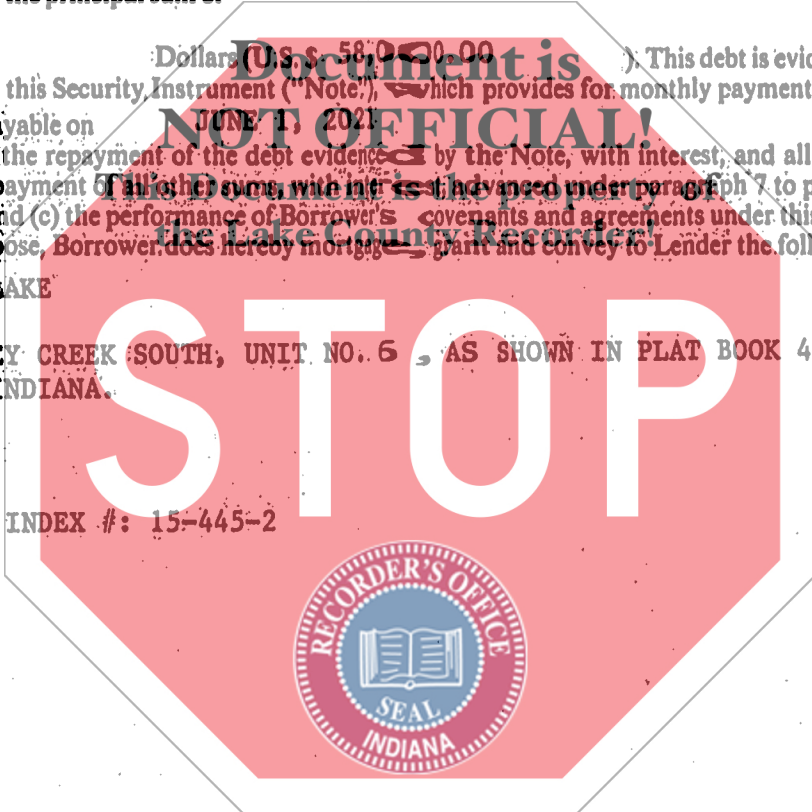 Dollars (U.S. $ 58,000.00 ). This debt is evid
Document is
this Security Instrument ("Note"), which provides for monthly payment
yable on JUNE 1, 2021
NOT OFFICIAL!
the repayment of the debt evidenced by the Note, with interest, and all
ayment of all other sums, with interest, advanced under paragraph 7 to p
This Document is the property of
nd (c) the performance of Borrower's covenants and agreements under thi
the Lake County Recorder!
ose, Borrower does hereby mortgage, grant and convey to Lender the foll
AKE
Y CREEK SOUTH, UNIT NO. 6 , AS SHOWN IN PLAT BOOK 4
NDIANA.
STOP
INDEX #: 15-445-2
RECORDER'S OFFICE
SEAL
INDIANA